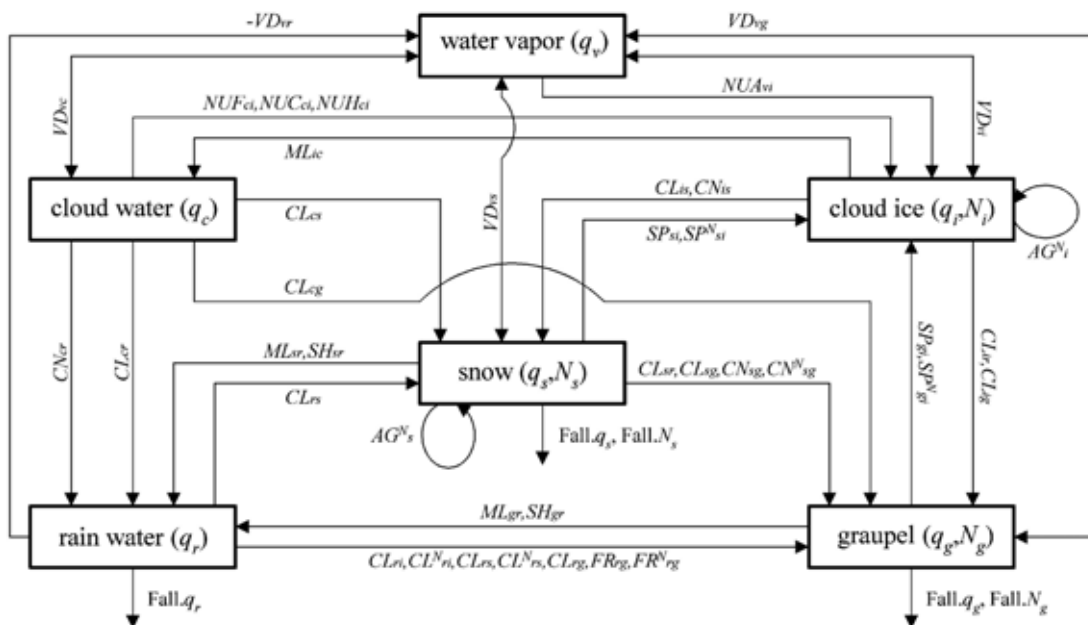 -VDvr
VDvg
water vapor (qv)
NUAvi
NUFci,NUCci,NUHci
VDvc
VDvi
MLic
cloud water (qc)
CLcs
VDvs
CLis,CNis
cloud ice (qi,Ni)
SPsi,SPNsi
AGNi
CLcg
CNcr
CLcr
MLsr,SHsr
snow (qs,Ns)
CLsr,CLsg,CNsg,CNNsg
SPgi,SPNgi
CLir,CLig
CLrs
AGNs
Fall.qs, Fall.Ns
rain water (qr)
MLgr,SHgr
graupel (qg,Ng)
CLri,CLNri,CLrs,CLNrs,CLrg,FRrg,FRNrg
Fall.qr
Fall.qg, Fall.Ng